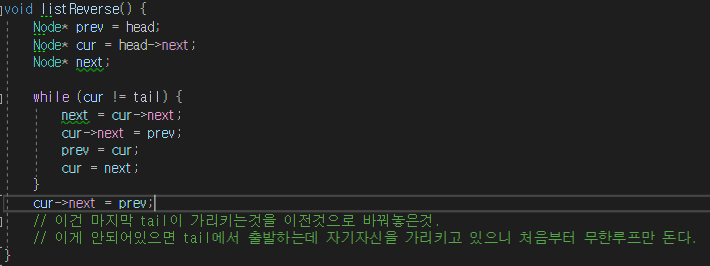 void listReverse() {
Node* prev = head;
Node* cur = head->next;
Node* next;
while (cur != tail) {
next = cur->next;
cur->next = prev;
prev = cur;
cur = next;
}
cur->next = prev;
// 이건 마지막 tail이 가리키는것을 이전것으로 바꿔놓은것.
// 이게 안되어있으면 tail에서 출발하는데 자기자신을 가리키고 있으니 처음부터 무한루프만 돈다.
}